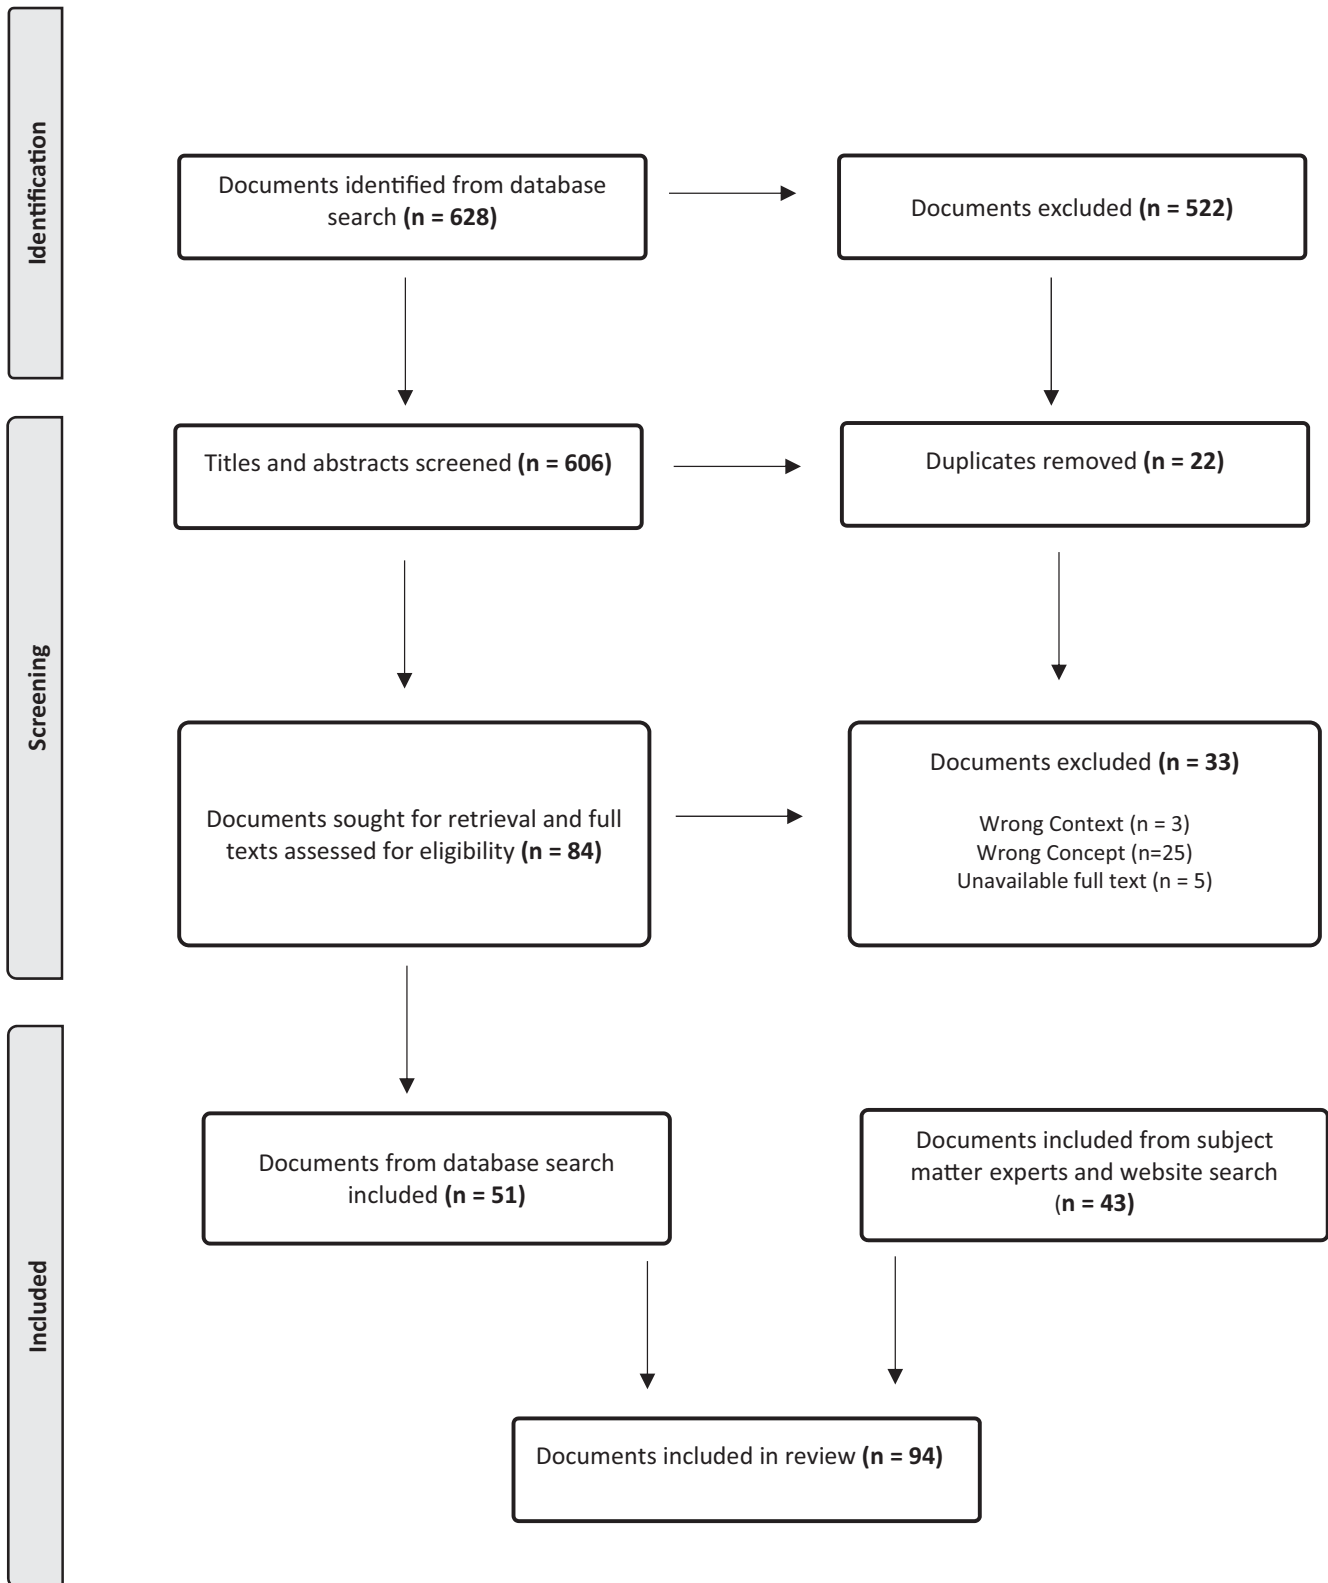 Identification
Documents identified from database
search (n = 628)
Documents excluded (n = 522)
Screening
Titles and abstracts screened (n = 606)
Duplicates removed (n = 22)
Documents sought for retrieval and full
texts assessed for eligibility (n = 84)
Documents excluded (n = 33)
Wrong Context (n = 3)
Wrong Concept (n=25)
Unavailable full text (n = 5)
Included
Documents from database search
included (n = 51)
Documents included from subject
matter experts and website search
(n = 43)
Documents included in review (n = 94)